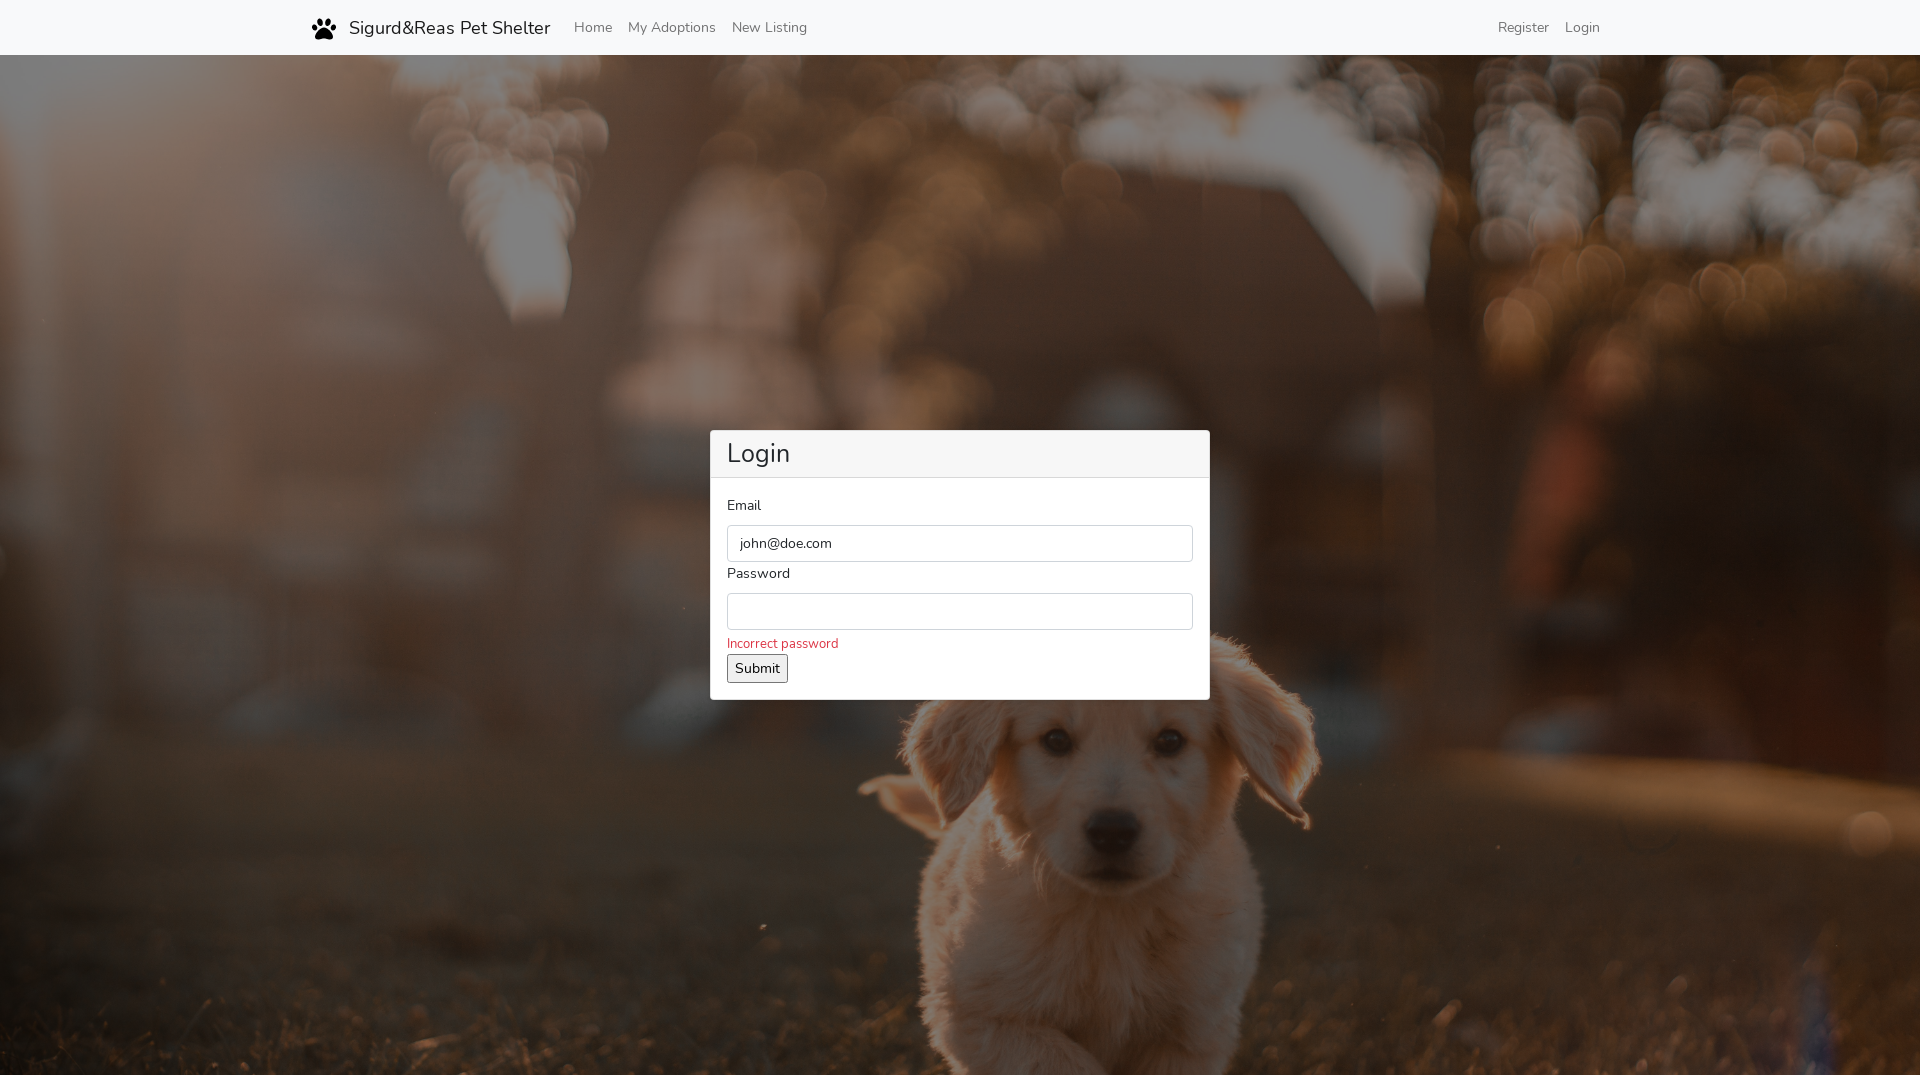 Sigurd&Reas Pet Shelter Home My Adoptions New Listing Register Login
Login
Email
john@doe.com
Password
Incorrect password
Submit